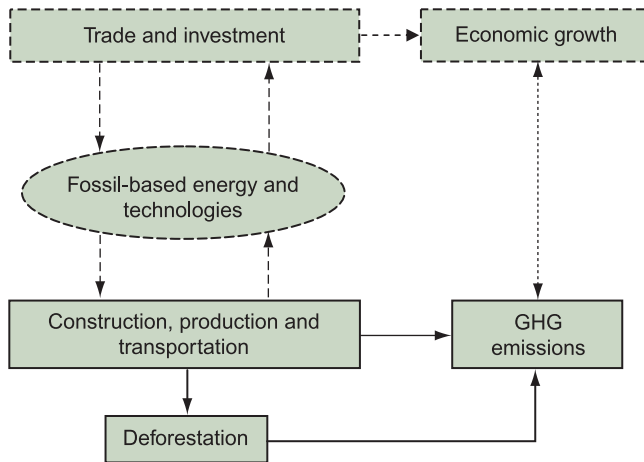 Trade and investment
Economic growth
Fossil-based energy and
technologies
Construction, production and
transportation
GHG
emissions
Deforestation